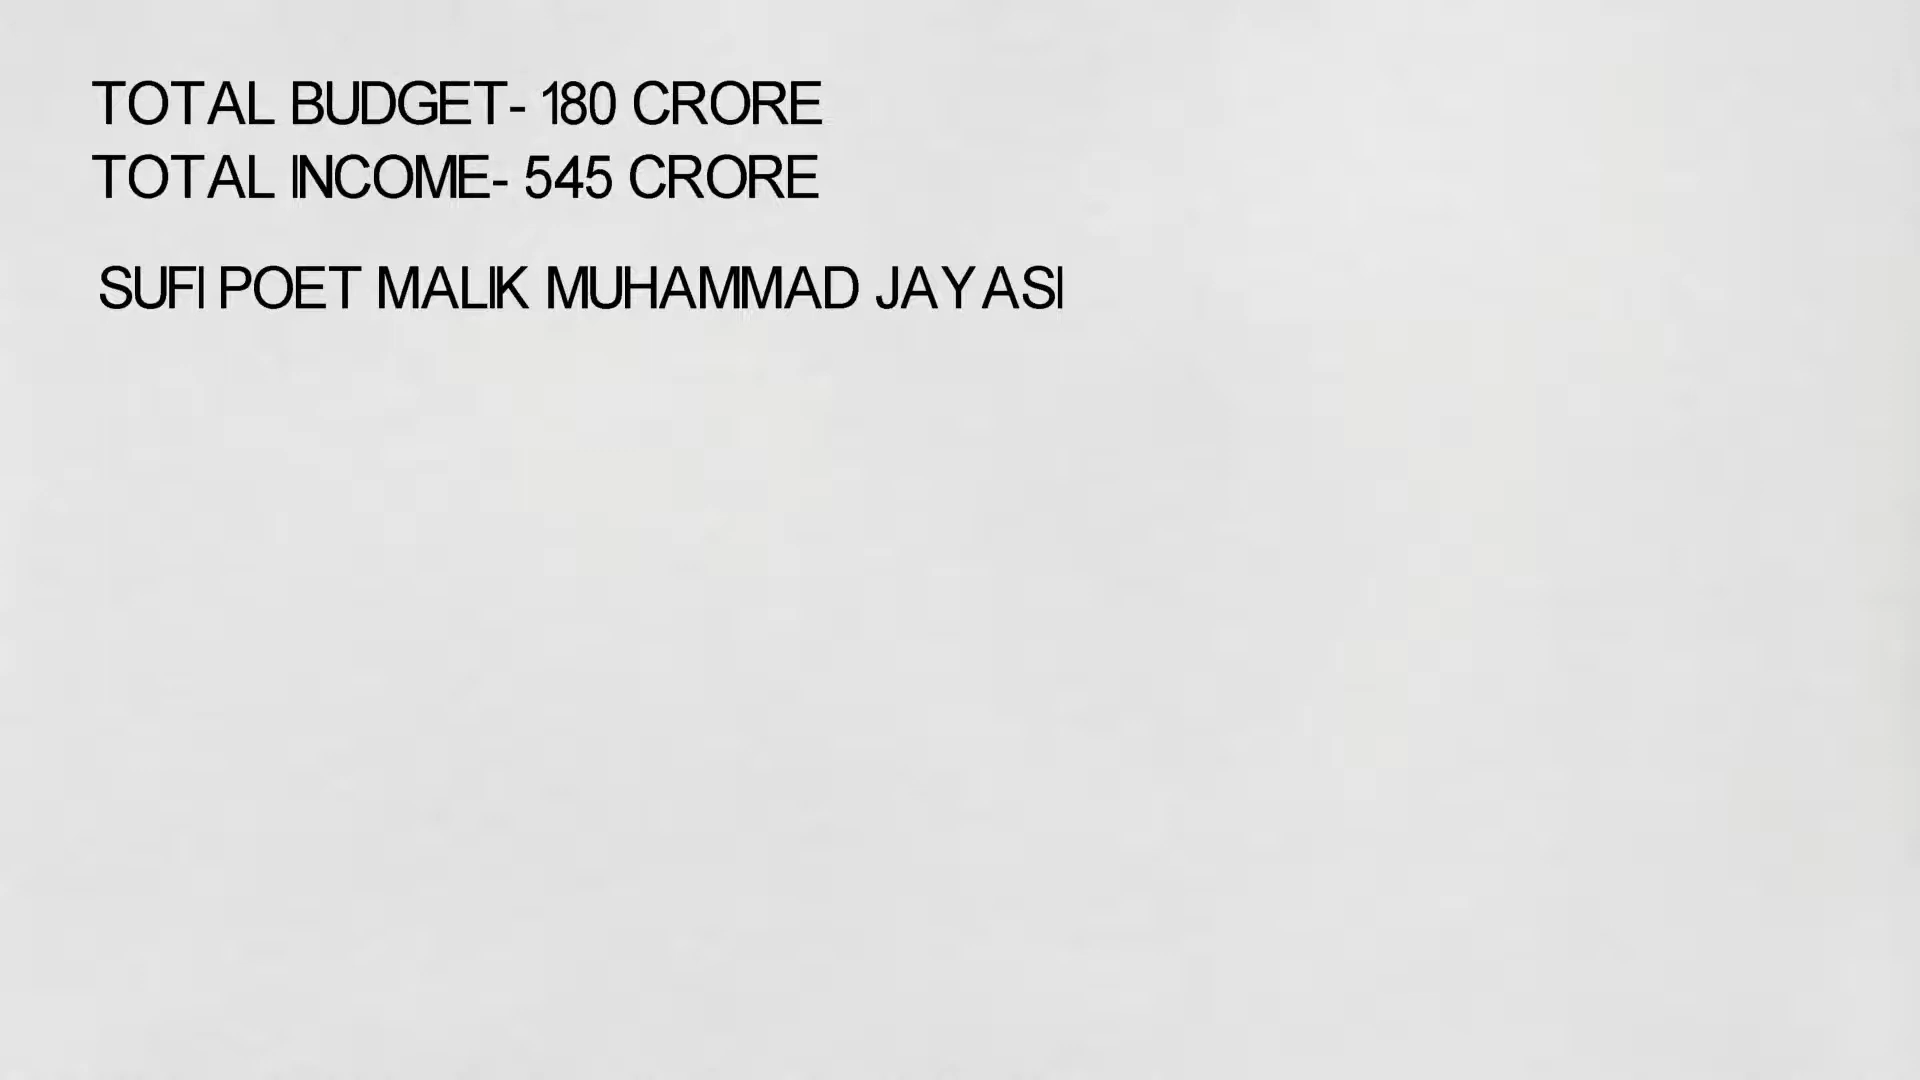 TOTAL BUDGET- 180 CRORE
TOTAL INCOME- 545 CRORE
SUFI POET MALIK MUHAMMAD JAYASI